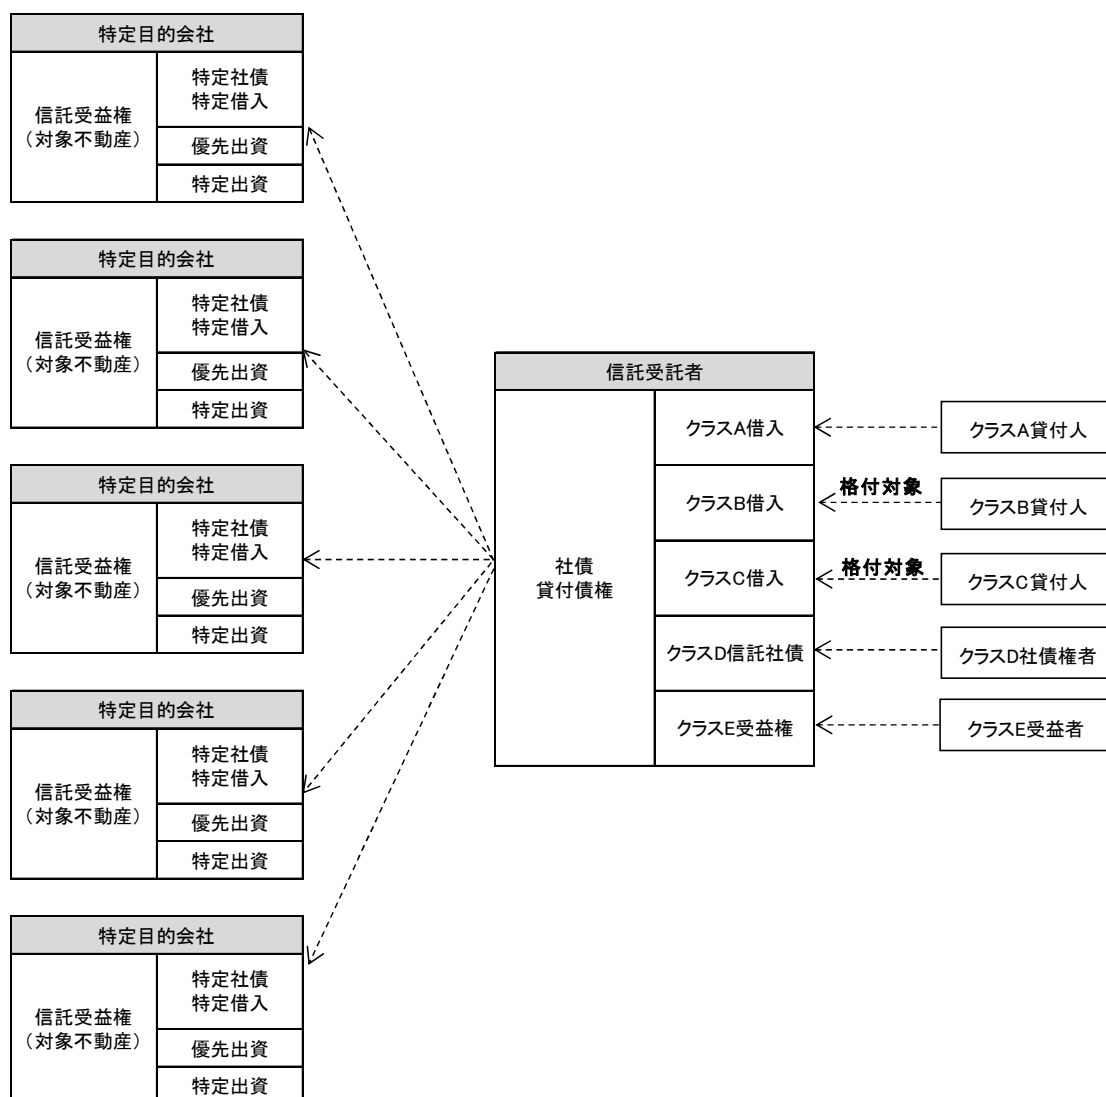 特定目的会社
信託受益権
（対象不動産）
特定社債
特定借入
優先出資
特定出資
特定目的会社
信託受益権
（対象不動産）
特定社債
特定借入
優先出資
特定出資
特定目的会社
信託受益権
（対象不動産）
特定社債
特定借入
優先出資
特定出資
特定目的会社
信託受益権
（対象不動産）
特定社債
特定借入
優先出資
特定出資
特定目的会社
信託受益権
（対象不動産）
特定社債
特定借入
優先出資
特定出資
信託受託者
社債
貸付債権
クラスA借入
クラスB借入
クラスC借入
クラスD信託社債
クラスE受益権
格付対象
格付対象
クラスA貸付人
クラスB貸付人
クラスC貸付人
クラスD社債権者
クラスE受益者